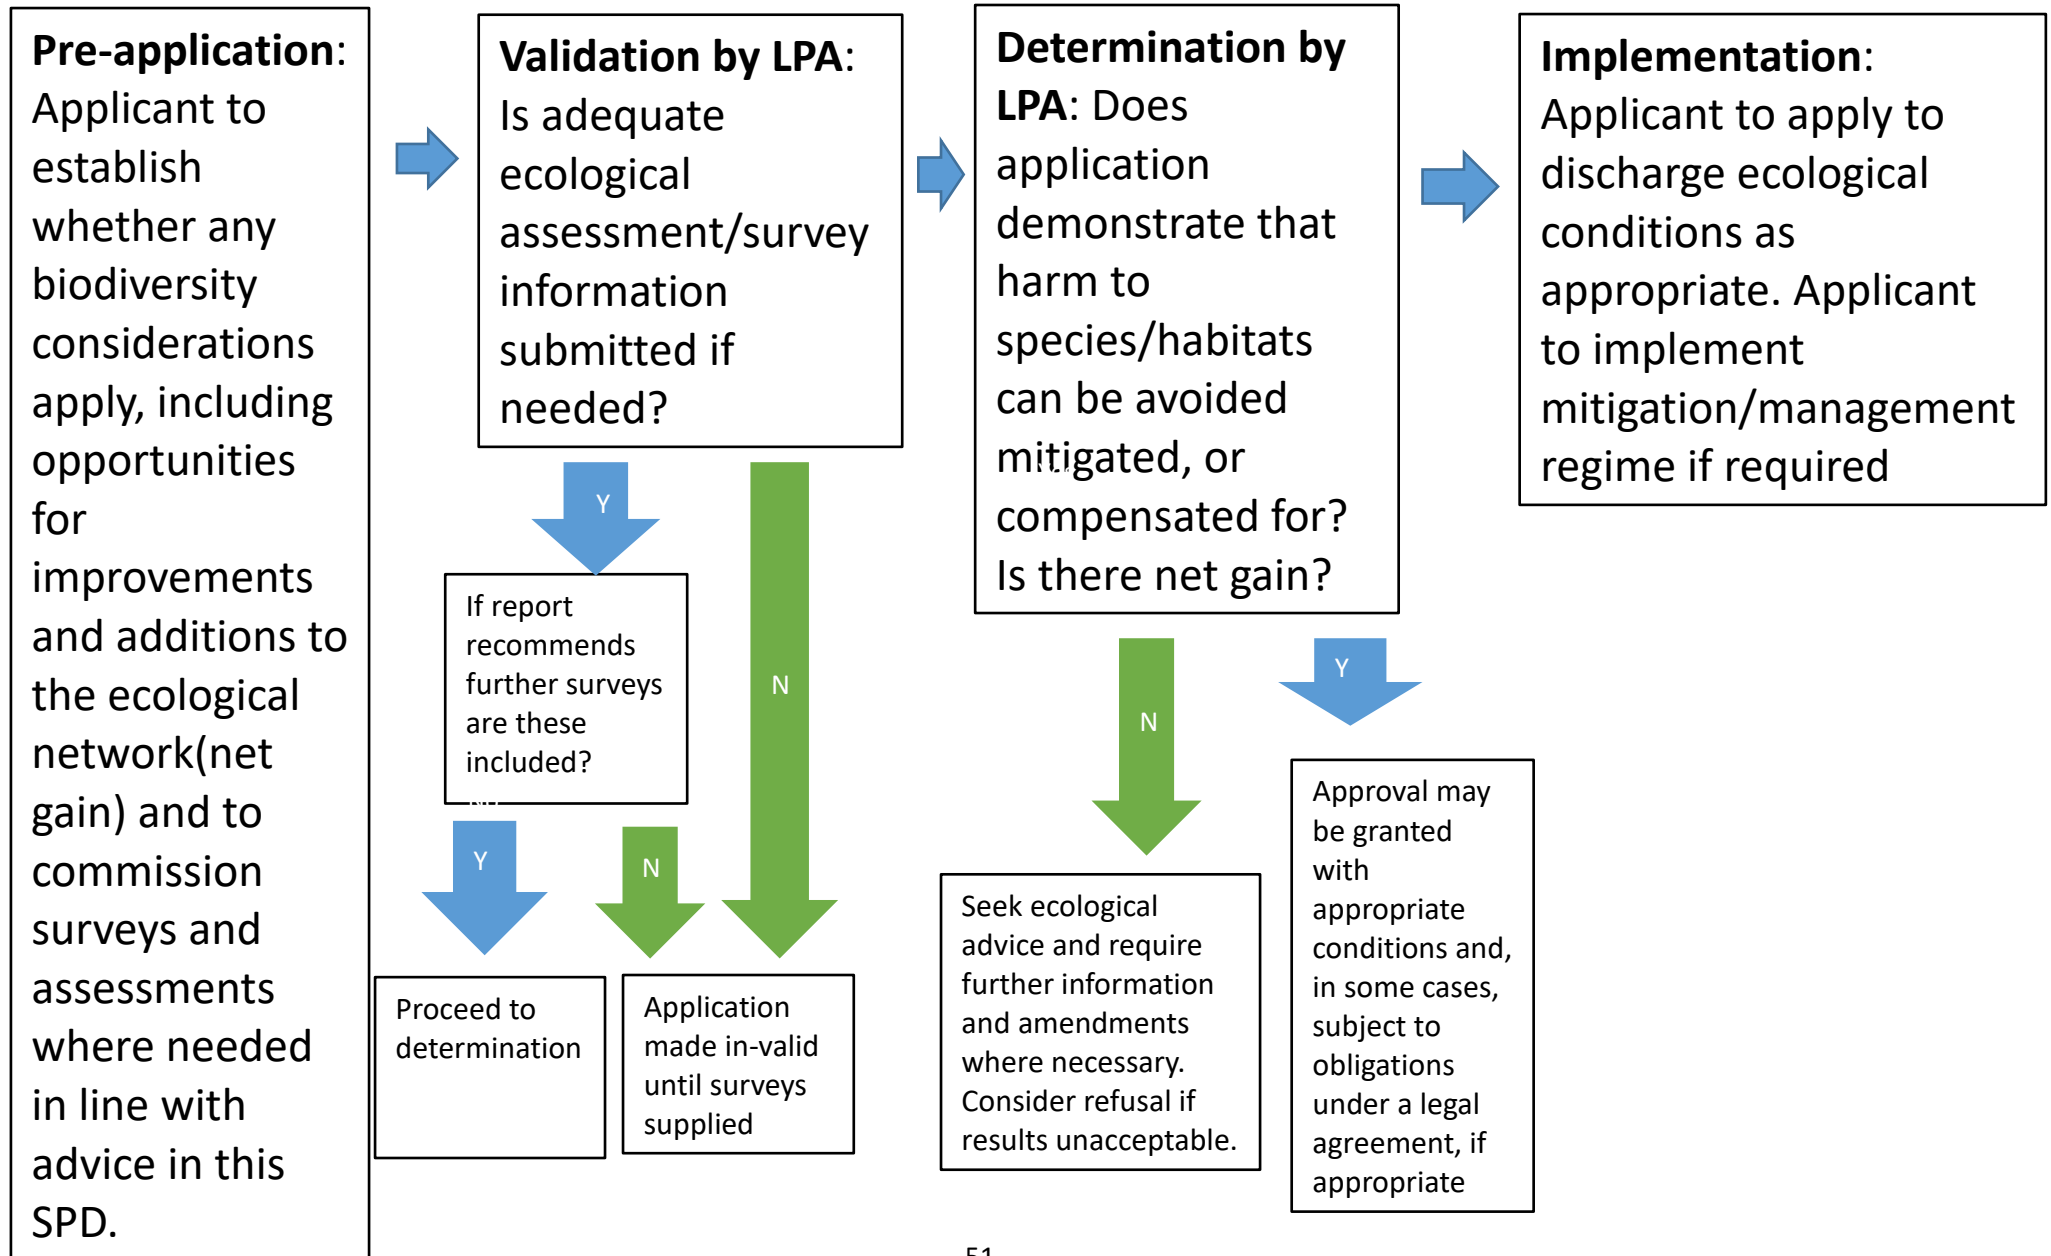 Pre-application:
Applicant to
establish
whether any
biodiversity
considerations
apply, including
opportunities
for
improvements
and additions to
the ecological
network(net
gain) and to
commission
surveys and
assessments
where needed
in line with
advice in this
SPD.
Validation by LPA:
Is adequate
ecological
assessment/survey
information
submitted if
needed?
Y
N
If report
recommends
further surveys
are these
included?
Y
N
Proceed to
determination
Application
made in-valid
until surveys
supplied
Determination by
LPA: Does
application
demonstrate that
harm to
species/habitats
can be avoided
mitigated, or
compensated for?
Is there net gain?
N
Y
Seek ecological
advice and require
further information
and amendments
where necessary.
Consider refusal if
results unacceptable.
Approval may
be granted
with
appropriate
conditions and,
in some cases,
subject to
obligations
under a legal
agreement, if
appropriate
Implementation:
Applicant to apply to
discharge ecological
conditions as
appropriate. Applicant
to implement
mitigation/management
regime if required
51